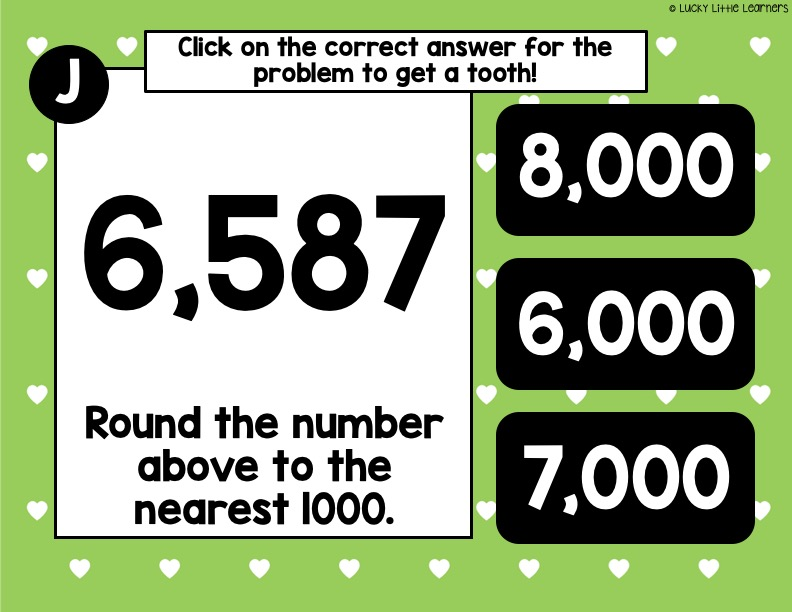 © Lucky Little Learners
Click on the correct answer for the
problem to get a tooth!
J
6,587
Round the number
above to the
nearest 1000.
8,000
6,000
7,000